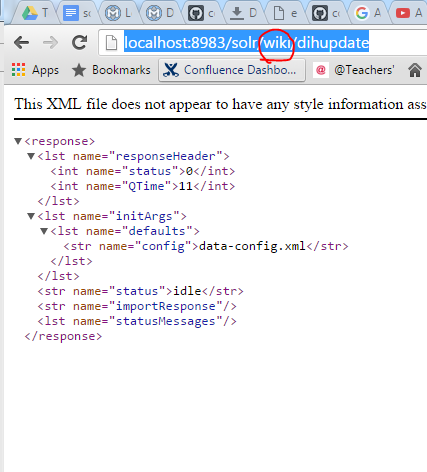 T
so
L
D
co
D
e
co
G A
A
localhost:8983/solr/wiki/dihupdate
Apps Bookmarks Confluence Dashbo... @ @Teachers'
This XML file does not appear to have any style information ass
<response>
<lst name="responseHeader">
<int name="status">0</int>
<int name="QTime">11</int>
</lst>
<lst name="initArgs">
<lst name="defaults">
<str name="config">data-config.xml</str>
</lst>
</lst>
<str name="status">idle</str>
<str name="importResponse"/>
<lst name="statusMessages"/>
</response>